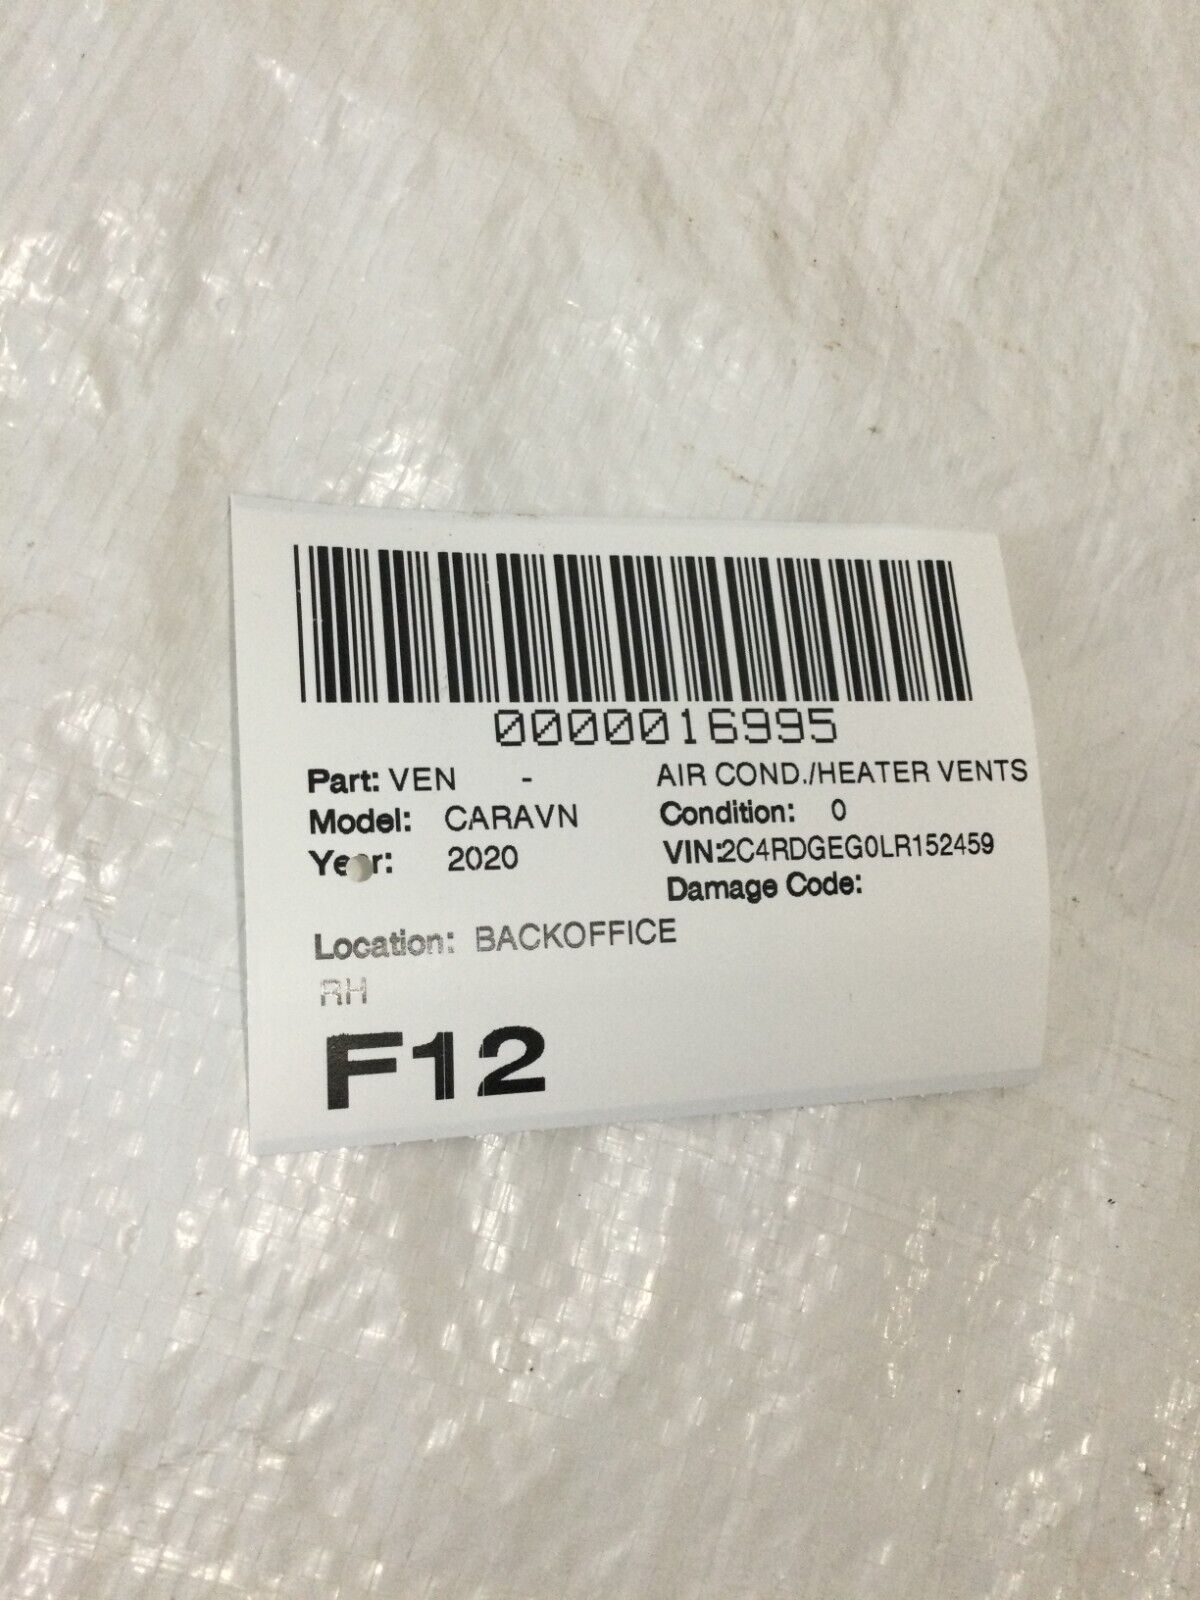 0000016995
Part: VEN - AIR COND./HEATER VENTS
Model: CARAVN Condition: 0
Year: 2020 VIN:2C4RDGEG0LR152459
Damage Code:
Location: BACKOFFICE
RH
F12